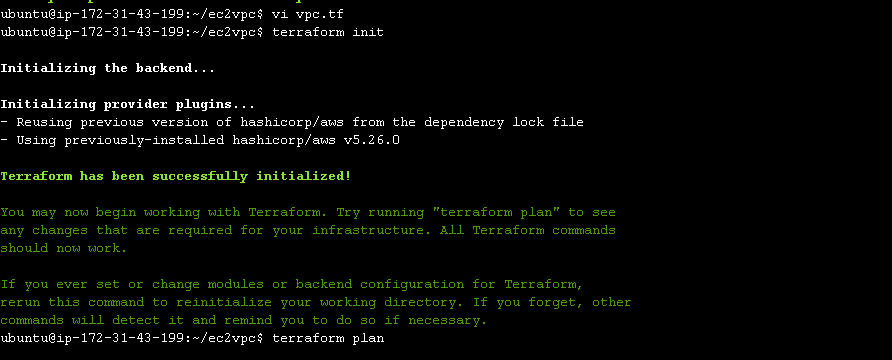 ubuntu@ip-172-31-43-199:~/ec2vpc$ vi vpc.tf
ubuntu@ip-172-31-43-199:~/ec2vpc$ terraform init
Initializing the backend...
Initializing provider plugins...
- Reusing previous version of hashicorp/aws from the dependency lock file
- Using previously-installed hashicorp/aws v5.26.0
Terraform has been successfully initialized!
You may now begin working with Terraform. Try running "terraform plan" to see
any changes that are required for your infrastructure. All Terraform commands
should now work.
If you ever set or change modules or backend configuration for Terraform,
rerun this command to reinitialize your working directory. If you forget, other
commands will detect it and remind you to do so if necessary.
ubuntu@ip-172-31-43-199:~/ec2vpc$ terraform plan